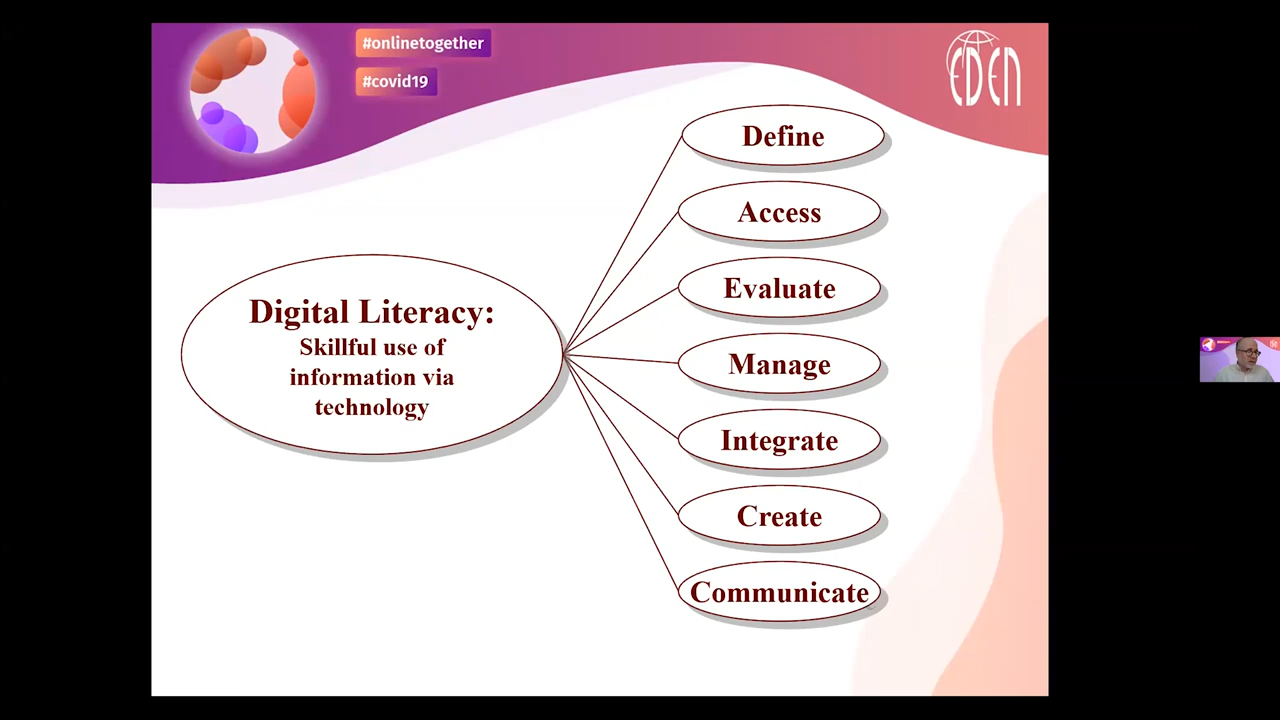 #onlinetogether
#covid19
EDEN
Define
Access
Evaluate
Digital Literacy:
Skillful use of
information via
technology
Manage
Integrate
Create
Communicate